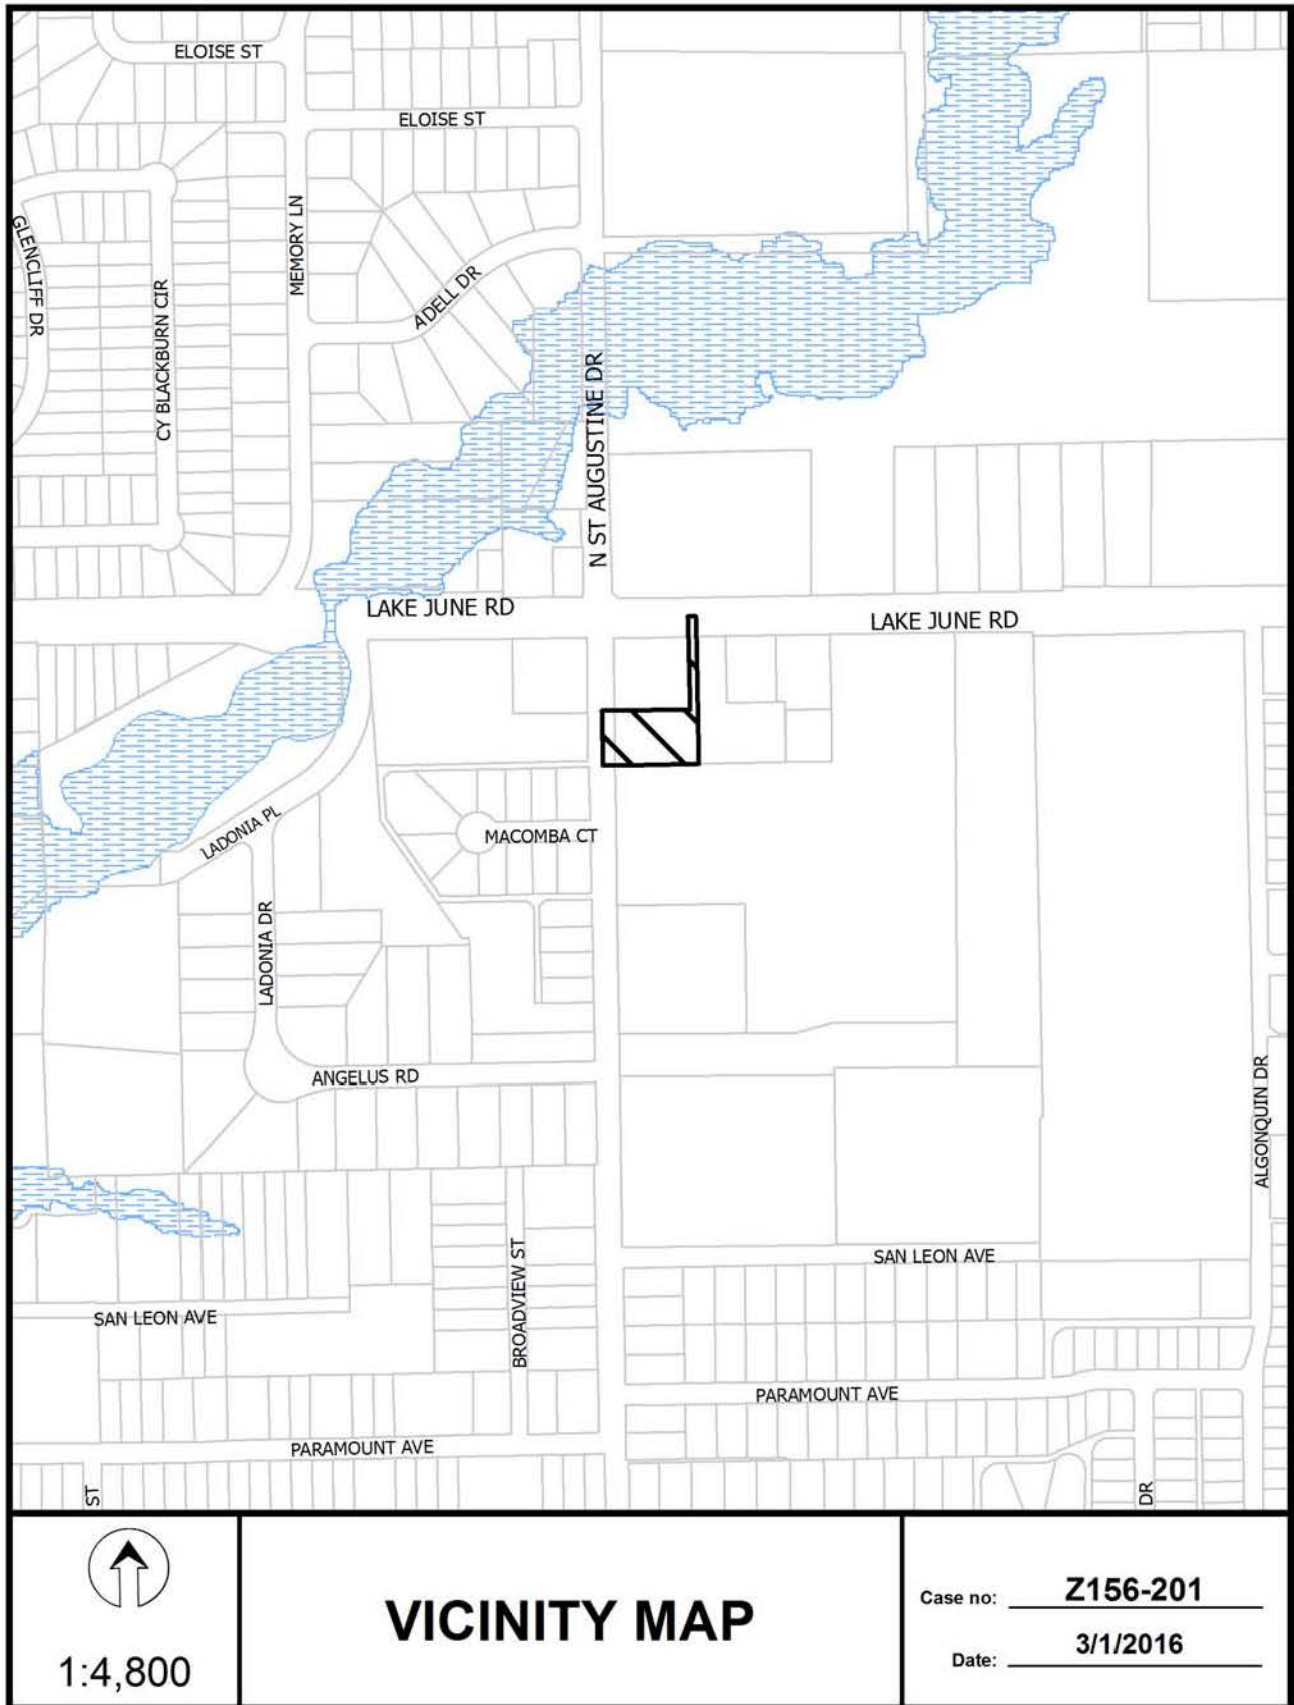 ELOISE ST
ELOISE ST
GLENCLIFF DR
CY BLACKBURN CIR
MEMORY LN
ADELL DR
N ST AUGUSTINE DR
LAKE JUNE RD
LAKE JUNE RD
LADONIA PL
MACOMBA CT
LADONIA DR
ANGELUS RD
ALGONQUIN DR
BROADVIEW ST
SAN LEON AVE
SAN LEON AVE
PARAMOUNT AVE
PARAMOUNT AVE
ST
DR
1:4,800
VICINITY MAP
Case no: Z156-201
Date: 3/1/2016